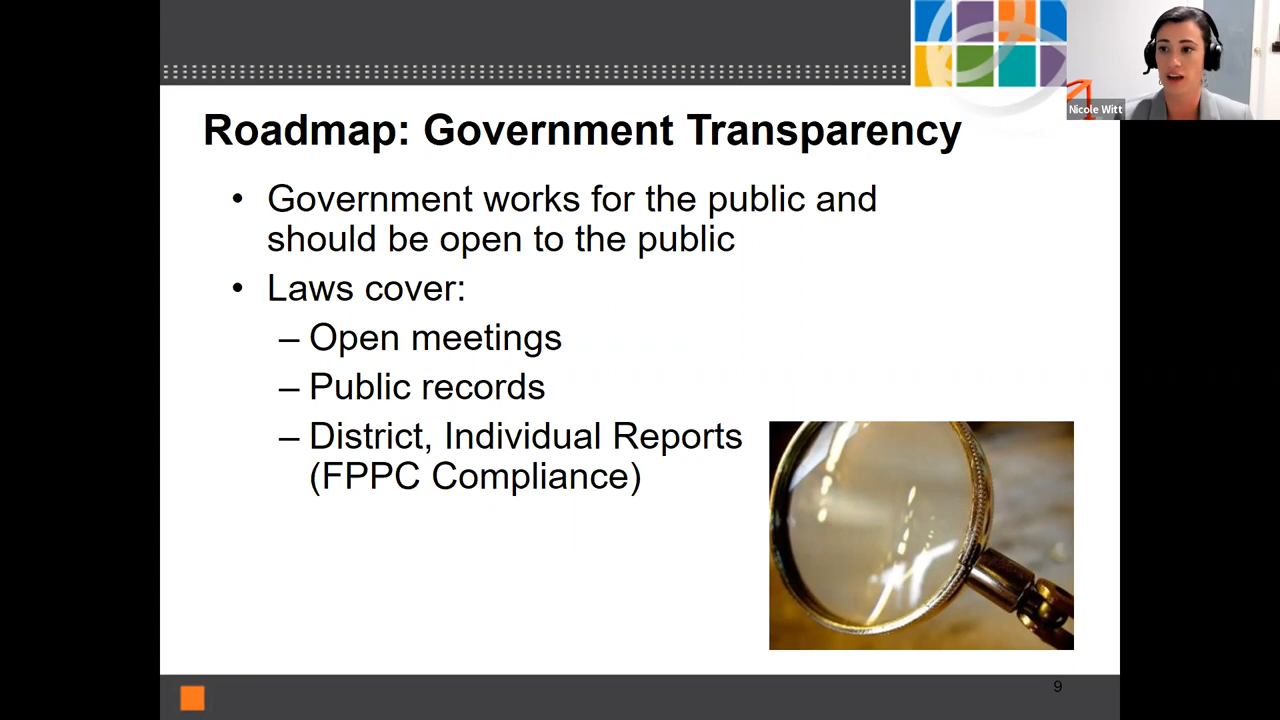 Nicole Witt
Roadmap: Government Transparency
• Government works for the public and
should be open to the public
• Laws cover:
– Open meetings
– Public records
– District, Individual Reports
(FPPC Compliance)
9